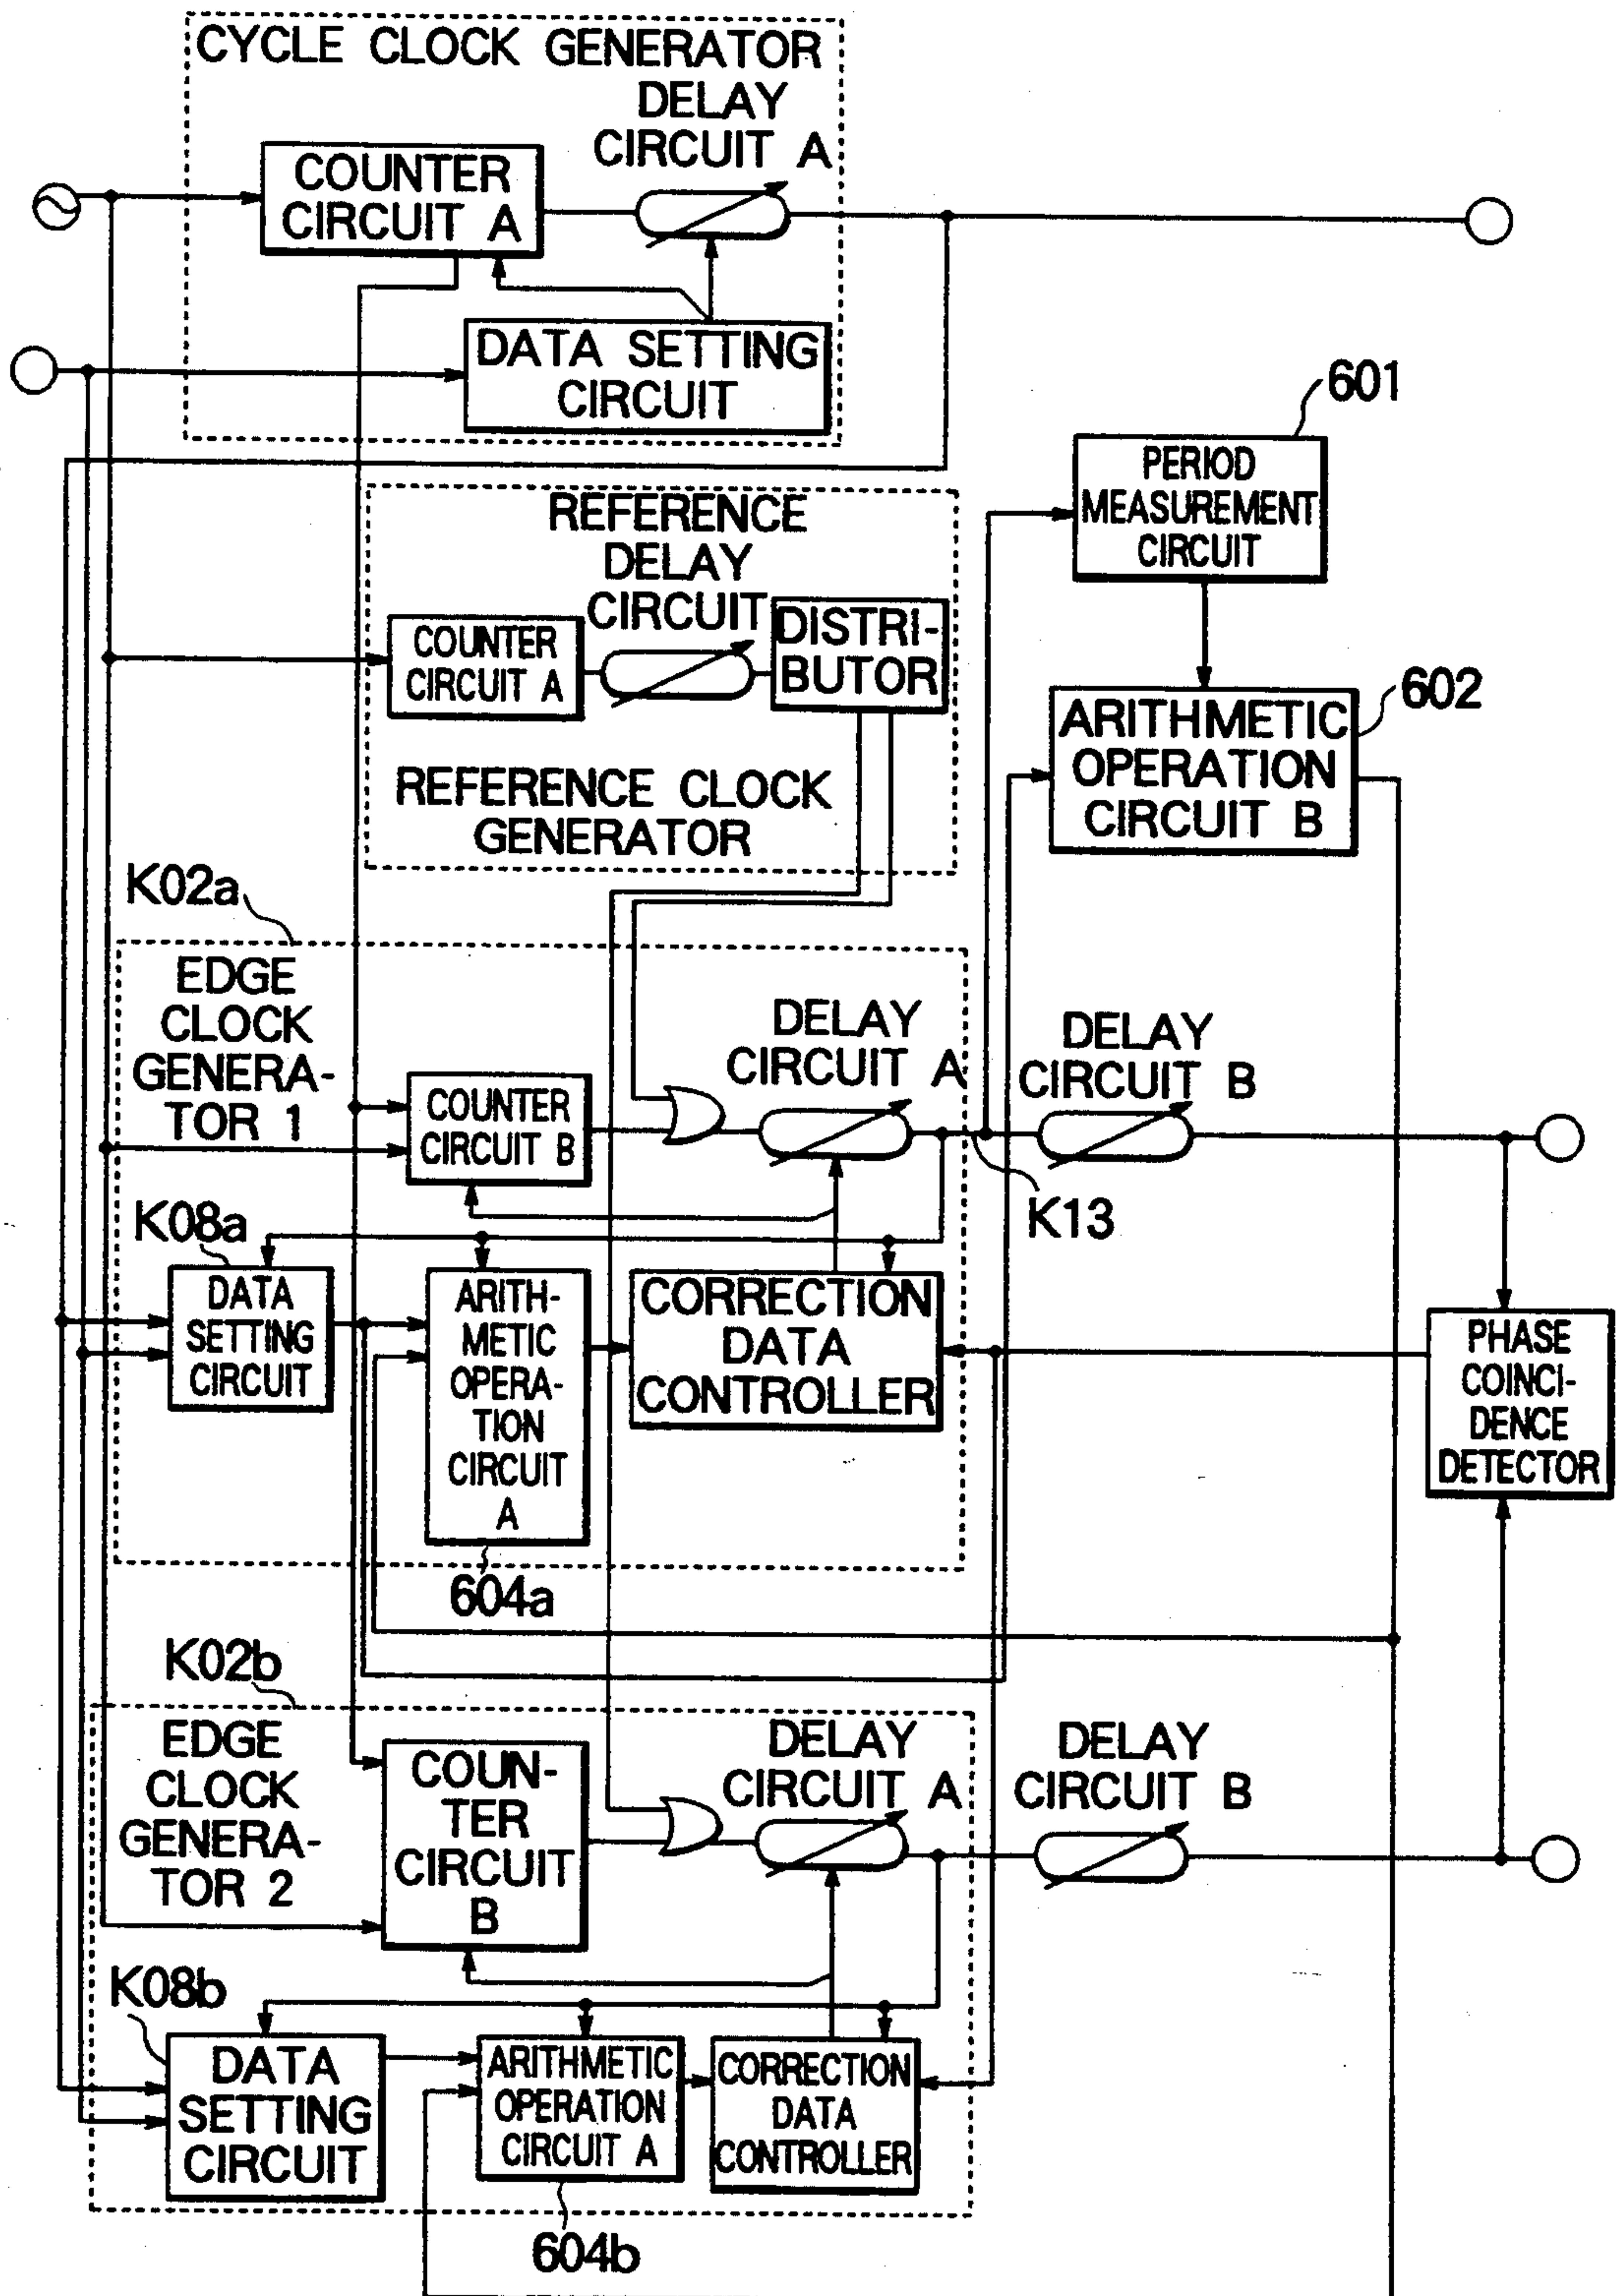 CYCLE CLOCK GENERATOR
DELAY
CIRCUIT A
COUNTER
CIRCUIT A
DATA SETTING
CIRCUIT
601
PERIOD
MEASUREMENT
CIRCUIT
REFERENCE
DELAY
CIRCUIT
COUNTER
CIRCUIT A
DISTRI-
BUTOR
REFERENCE CLOCK
GENERATOR
602
ARITHMETIC
OPERATION
CIRCUIT B
K02a
EDGE
CLOCK
GENERA-
TOR 1
COUNTER
CIRCUIT B
DELAY
CIRCUIT A
DELAY
CIRCUIT B
K13
K08a
DATA
SETTING
CIRCUIT
ARITH-
METIC
OPERA-
TION
CIRCUIT
A
CORRECTION
DATA
CONTROLLER
PHASE
COINCI-
DENCE
DETECTOR
604a
K02b
EDGE
CLOCK
GENERA-
TOR 2
COUN-
TER
CIRCUIT
B
DELAY
CIRCUIT A
DELAY
CIRCUIT B
K08b
DATA
SETTING
CIRCUIT
ARITHMETIC
OPERATION
CIRCUIT A
CORRECTION
DATA
CONTROLLER
604b